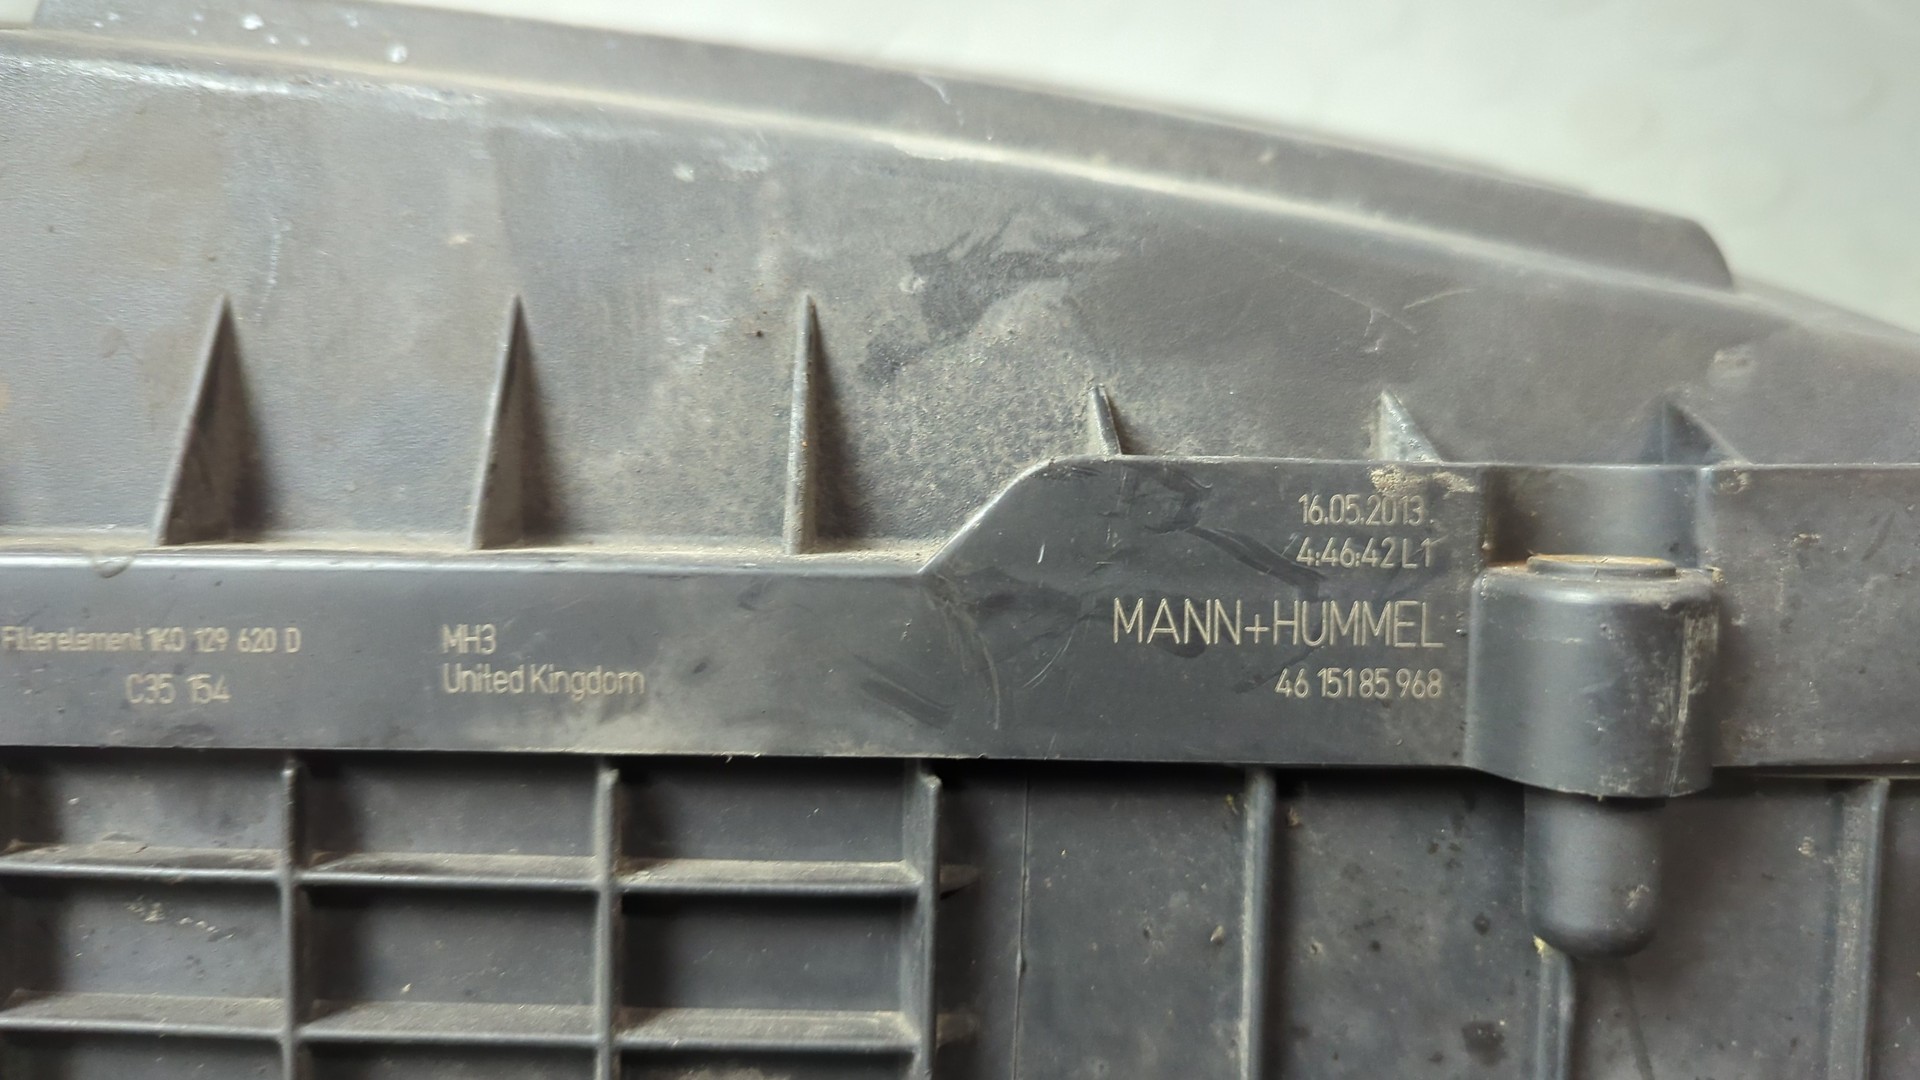 16.05.2013
4:46:42 L1
MANN+HUMMEL
46 151 85 968
Filterelement 1K0 129 620 D
C35 154
MH3
United Kingdom